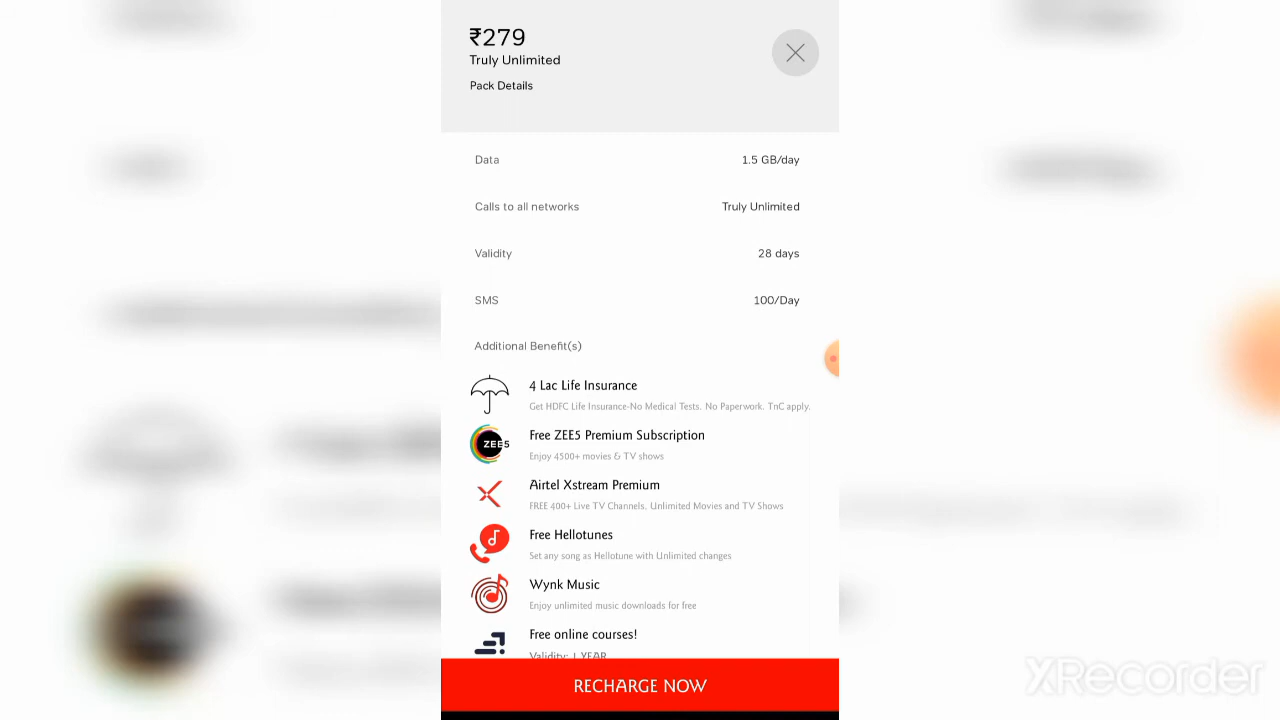 ₹279
Truly Unlimited
Pack Details
Data 1.5 GB/day
Calls to all networks Truly Unlimited
Validity 28 days
SMS 100/Day
Additional Benefit(s)
4 Lac Life Insurance
Get HDFC Life Insurance-No Medical Tests. No Paperwork. TnC apply.
ZEE5
Free ZEE5 Premium Subscription
Enjoy 4500+ movies & TV shows
Airtel Xstream Premium
FREE 400+ Live TV Channels, Unlimited Movies and TV Shows
Free Hellotunes
Set any song as Hellotune with Unlimited changes
Wynk Music
Enjoy unlimited music downloads for free
Free online courses!
Validity: 1 YEAR
RECHARGE NOW
XRecorder